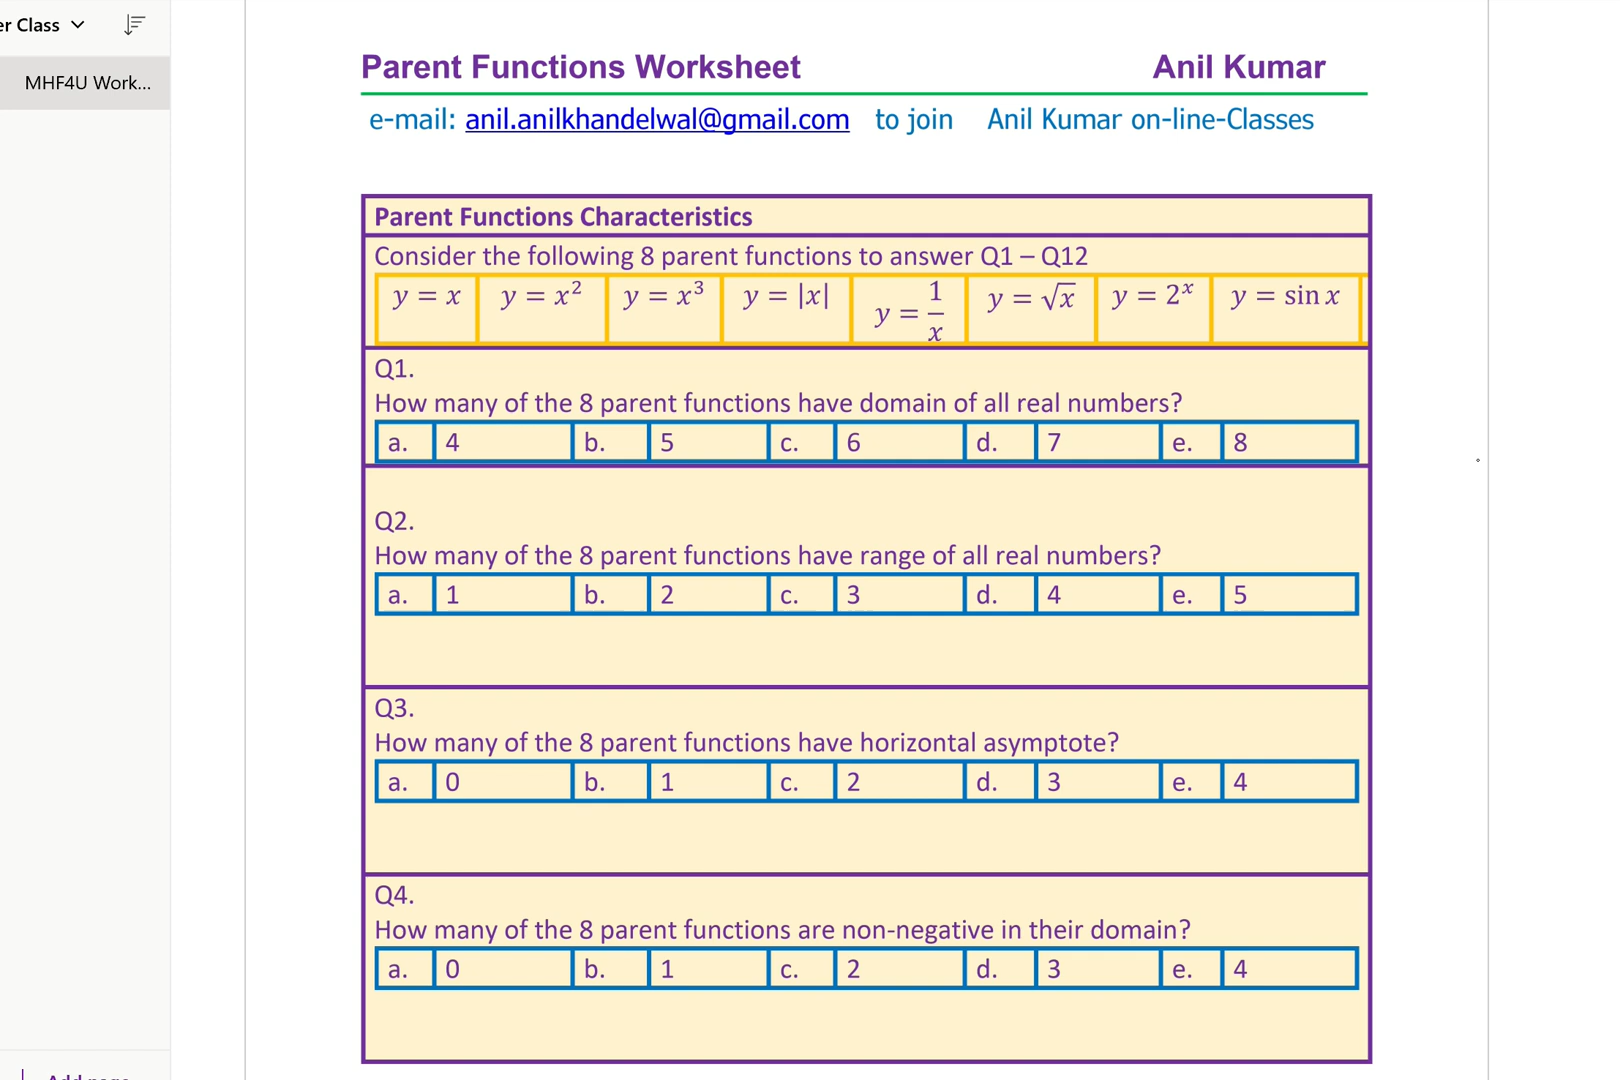 er Class
MHF4U Work...
Parent Functions Worksheet Anil Kumar
e-mail: anil.anilkhandelwal@gmail.com to join Anil Kumar on-line-Classes
Parent Functions Characteristics
Consider the following 8 parent functions to answer Q1 – Q12
y = x y = x² y = x³ y = |x| y = 1/x y = √x y = 2ˣ y = sin x
Q1.
How many of the 8 parent functions have domain of all real numbers?
a. 4 b. 5 c. 6 d. 7 e. 8
Q2.
How many of the 8 parent functions have range of all real numbers?
a. 1 b. 2 c. 3 d. 4 e. 5
Q3.
How many of the 8 parent functions have horizontal asymptote?
a. 0 b. 1 c. 2 d. 3 e. 4
Q4.
How many of the 8 parent functions are non-negative in their domain?
a. 0 b. 1 c. 2 d. 3 e. 4